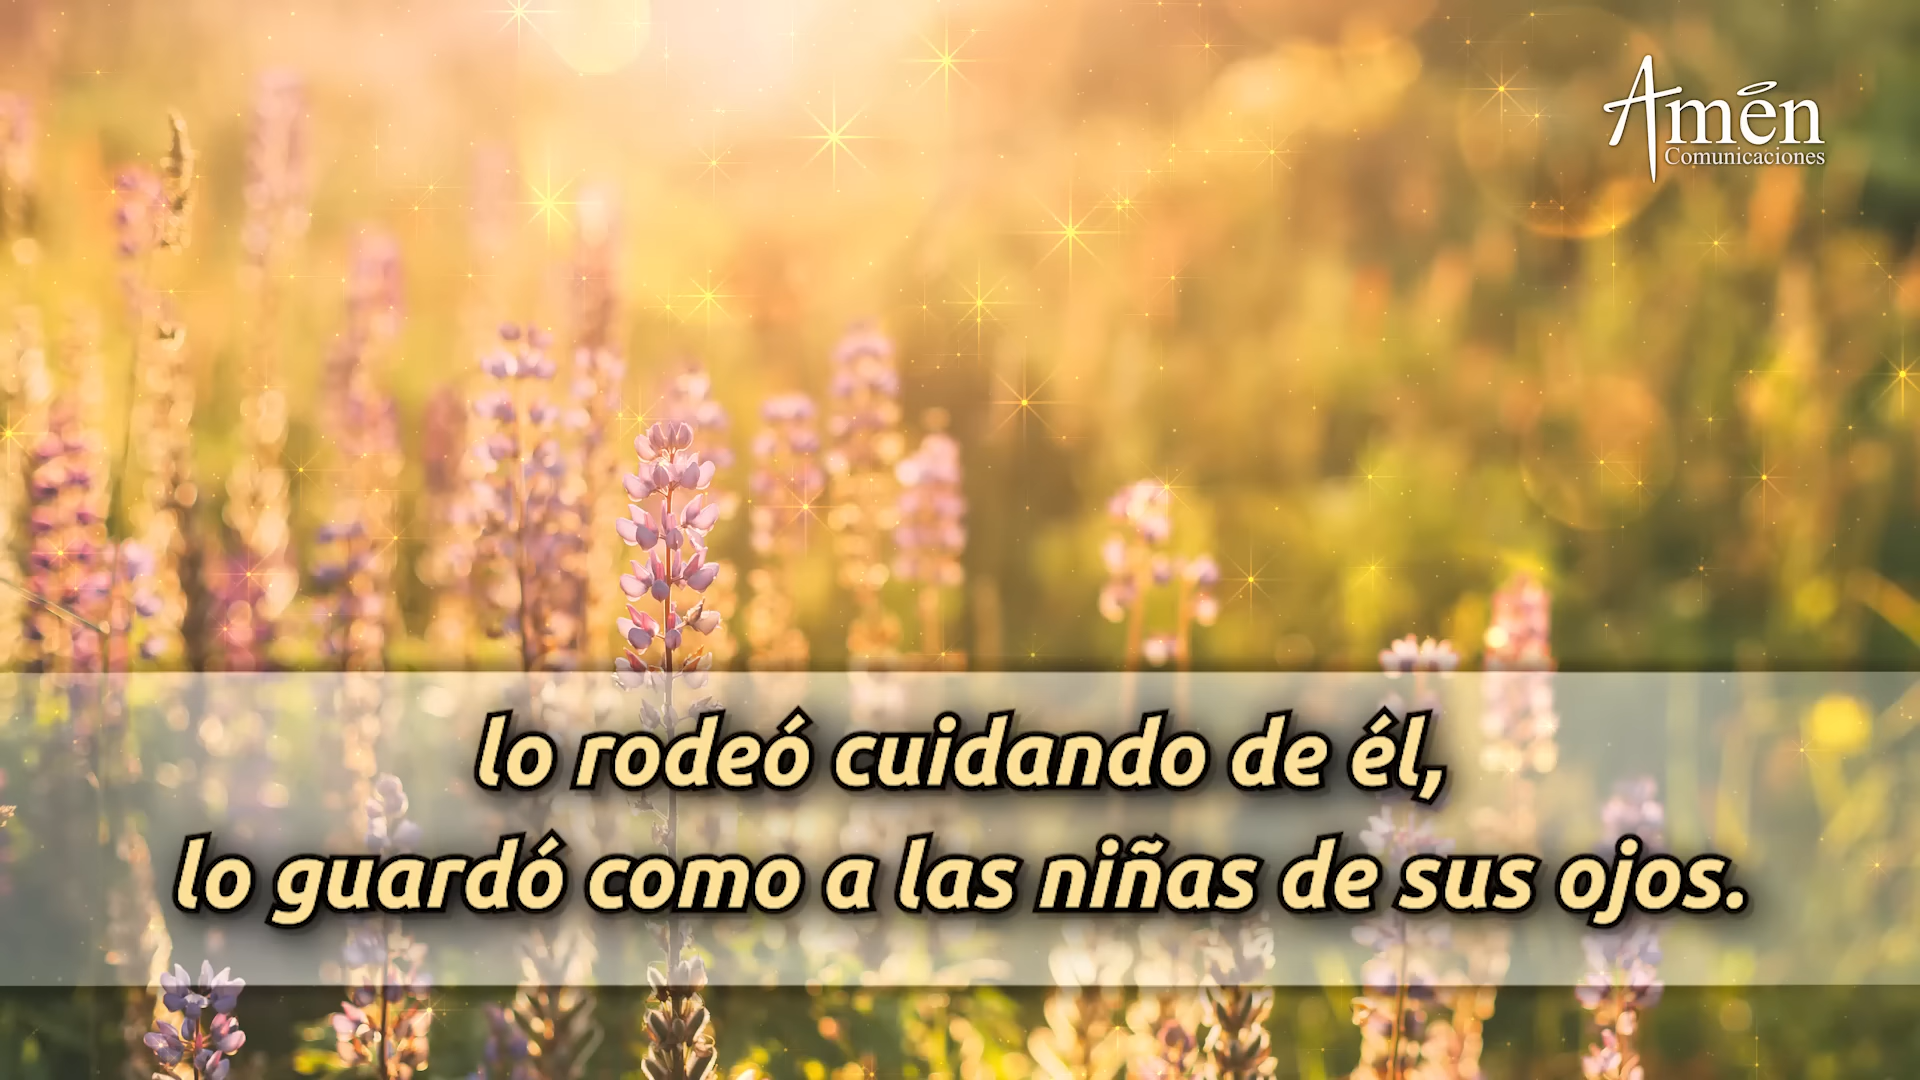 Amén
Comunicaciones
lo rodeó cuidando de él,
lo guardó como a las niñas de sus ojos.